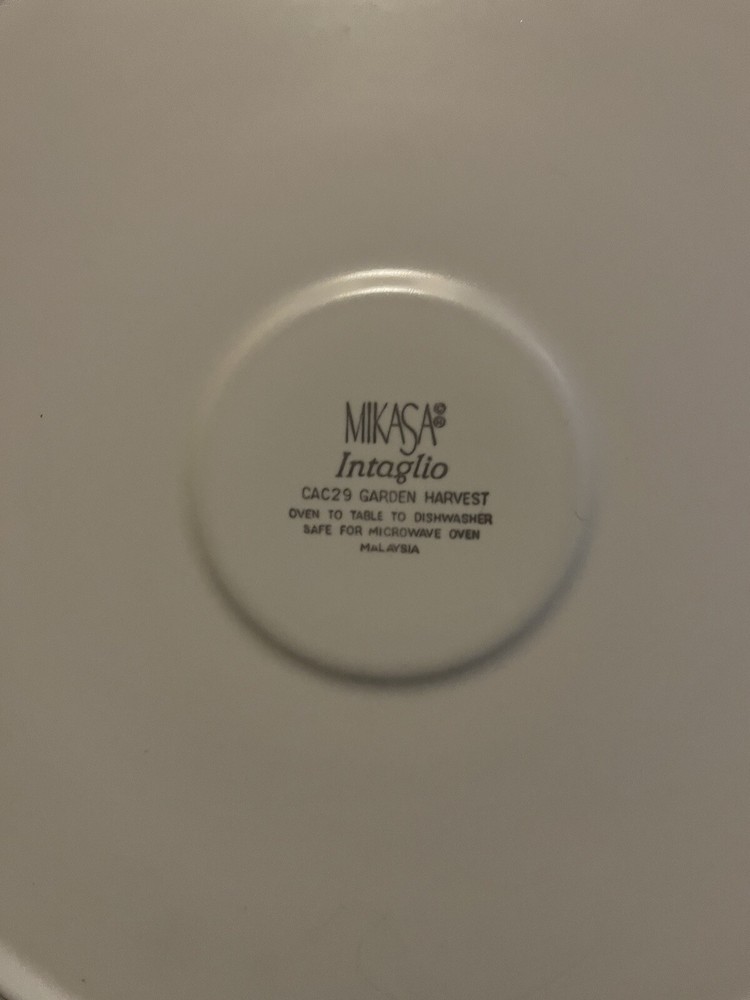 MIKASA©®
Intaglio
CAC29 GARDEN HARVEST
OVEN TO TABLE TO DISHWASHER
SAFE FOR MICROWAVE OVEN
MALAYSIA